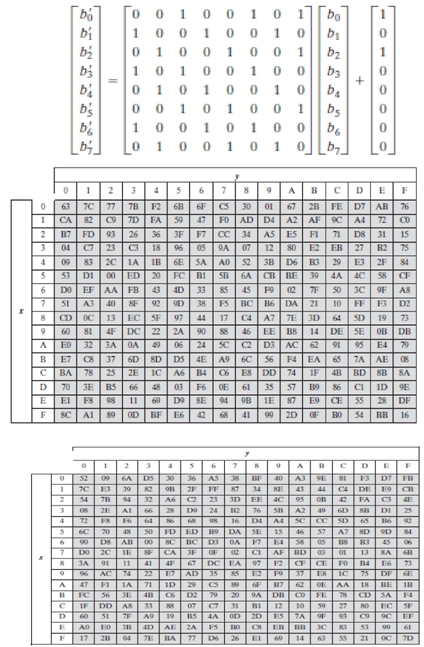 b′0 0 0 1 0 0 1 0 1 b0 1
b′1 1 0 0 1 0 0 1 0 b1 0
b′2 0 1 0 0 1 0 0 1 b2 1
b′3 = 1 0 1 0 0 1 0 0 b3 + 0
b′4 0 1 0 1 0 0 1 0 b4 0
b′5 0 0 1 0 1 0 0 1 b5 0
b′6 1 0 0 1 0 1 0 0 b6 0
b′7 0 1 0 0 1 0 1 0 b7 0
y
0 1 2 3 4 5 6 7 8 9 A B C D E F
0 63 7C 77 7B F2 6B 6F C5 30 01 67 2B FE D7 AB 76
1 CA 82 C9 7D FA 59 47 F0 AD D4 A2 AF 9C A4 72 C0
2 B7 FD 93 26 36 3F F7 CC 34 A5 E5 F1 71 D8 31 15
3 04 C7 23 C3 18 96 05 9A 07 12 80 E2 EB 27 B2 75
4 09 83 2C 1A 1B 6E 5A A0 52 3B D6 B3 29 E3 2F 84
5 53 D1 00 ED 20 FC B1 5B 6A CB BE 39 4A 4C 58 CF
6 D0 EF AA FB 43 4D 33 85 45 F9 02 7F 50 3C 9F A8
7 51 A3 40 8F 92 9D 38 F5 BC B6 DA 21 10 FF F3 D2
x
8 CD 0C 13 EC 5F 97 44 17 C4 A7 7E 3D 64 5D 19 73
9 60 81 4F DC 22 2A 90 88 46 EE B8 14 DE 5E 0B DB
A E0 32 3A 0A 49 06 24 5C C2 D3 AC 62 91 95 E4 79
B E7 C8 37 6D 8D D5 4E A9 6C 56 F4 EA 65 7A AE 08
C BA 78 25 2E 1C A6 B4 C6 E8 DD 74 1F 4B BD 8B 8A
D 70 3E B5 66 48 03 F6 0E 61 35 57 B9 86 C1 1D 9E
E E1 F8 98 11 69 D9 8E 94 9B 1E 87 E9 CE 55 28 DF
F 8C A1 89 0D BF E6 42 68 41 99 2D 0F B0 54 BB 16
y
0 1 2 3 4 5 6 7 8 9 A B C D E F
0 52 09 6A D5 30 36 A5 38 BF 40 A3 9E 81 F3 D7 FB
1 7C E3 39 82 9B 2F FF 87 34 8E 43 44 C4 DE E9 CB
2 54 7B 94 32 A6 C2 23 3D EE 4C 95 0B 42 FA C3 4E
3 08 2E A1 66 28 D9 24 B2 76 5B A2 49 6D 8B D1 25
4 72 F8 F6 64 86 68 98 16 D4 A4 5C CC 5D 65 B6 92
5 6C 70 48 50 FD ED B9 DA 5E 15 46 57 A7 8D 9D 84
6 90 D8 AB 00 8C BC D3 0A F7 E4 58 05 B8 B3 45 06
7 D0 2C 1E 8F CA 3F 0F 02 C1 AF BD 03 01 13 8A 6B
x
8 3A 91 11 41 4F 67 DC EA 97 F2 CF CE F0 B4 E6 73
9 96 AC 74 22 E7 AD 35 85 E2 F9 37 E8 1C 75 DF 6E
A 47 F1 1A 71 1D 29 C5 89 6F B7 62 0E AA 18 BE 1B
B FC 56 3E 4B C6 D2 79 20 9A DB C0 FE 78 CD 5A F4
C 1F DD A8 33 88 07 C7 31 B1 12 10 59 27 80 EC 5F
D 60 51 7F A9 19 B5 4A 0D 2D E5 7A 9F 93 C9 9C EF
E A0 E0 3B 4D AE 2A F5 B0 C8 EB BB 3C 83 53 99 61
F 17 2B 04 7E BA 77 D6 26 E1 69 14 63 55 21 0C 7D